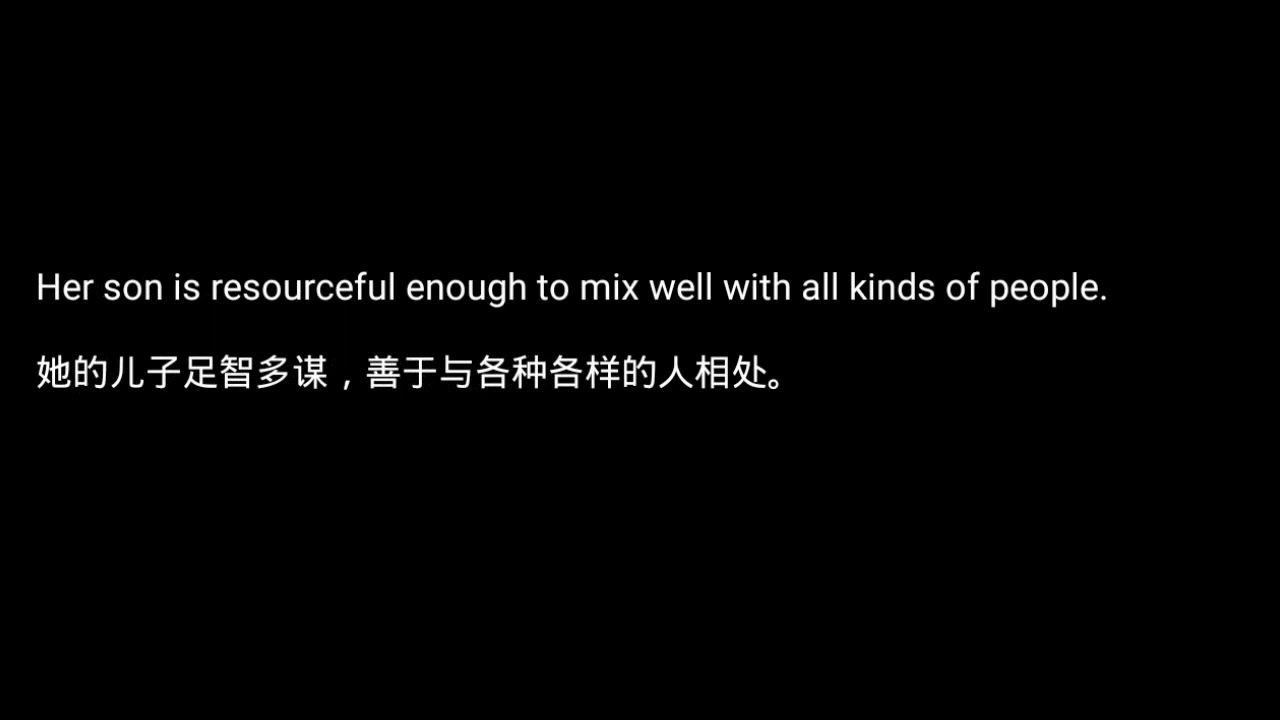 Her son is resourceful enough to mix well with all kinds of people.
她的儿子足智多谋，善于与各种各样的人相处。